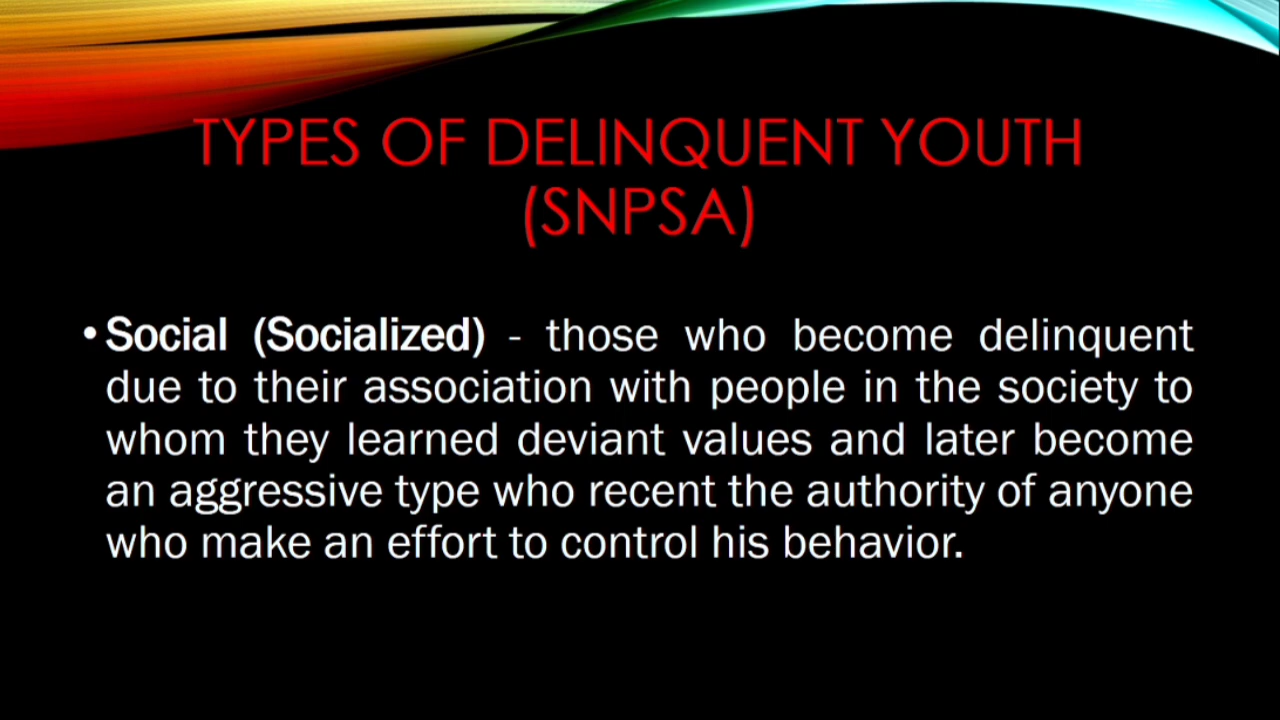 TYPES OF DELINQUENT YOUTH
(SNPSA)
• Social (Socialized) - those who become delinquent
due to their association with people in the society to
whom they learned deviant values and later become
an aggressive type who recent the authority of anyone
who make an effort to control his behavior.